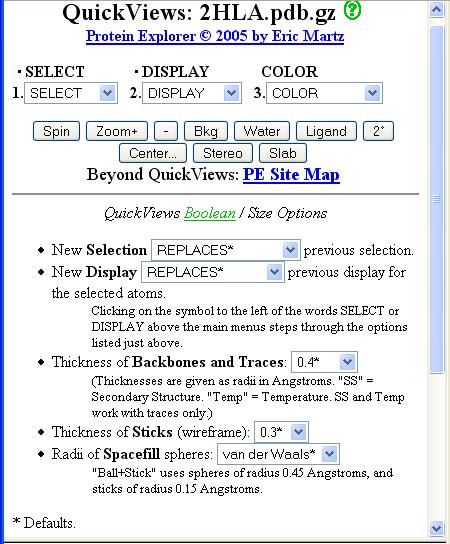 QuickViews: 2HLA.pdb.gz ?
Protein Explorer © 2005 by Eric Martz
· SELECT · DISPLAY COLOR
1. SELECT 2. DISPLAY 3. COLOR
Spin Zoom+ - Bkg Water Ligand 2°
Center... Stereo Slab
Beyond QuickViews: PE Site Map
QuickViews Boolean / Size Options
♦ New Selection REPLACES* previous selection.
♦ New Display REPLACES* previous display for
the selected atoms.
Clicking on the symbol to the left of the words SELECT or
DISPLAY above the main menus steps through the options
listed just above.
♦ Thickness of Backbones and Traces: 0.4*
(Thicknesses are given as radii in Angstroms. "SS" =
Secondary Structure. "Temp" = Temperature. SS and Temp
work with traces only.)
♦ Thickness of Sticks (wireframe): 0.3*
♦ Radii of Spacefill spheres: van der Waals*
"Ball+Stick" uses spheres of radius 0.45 Angstroms, and
sticks of radius 0.15 Angstroms.
* Defaults.